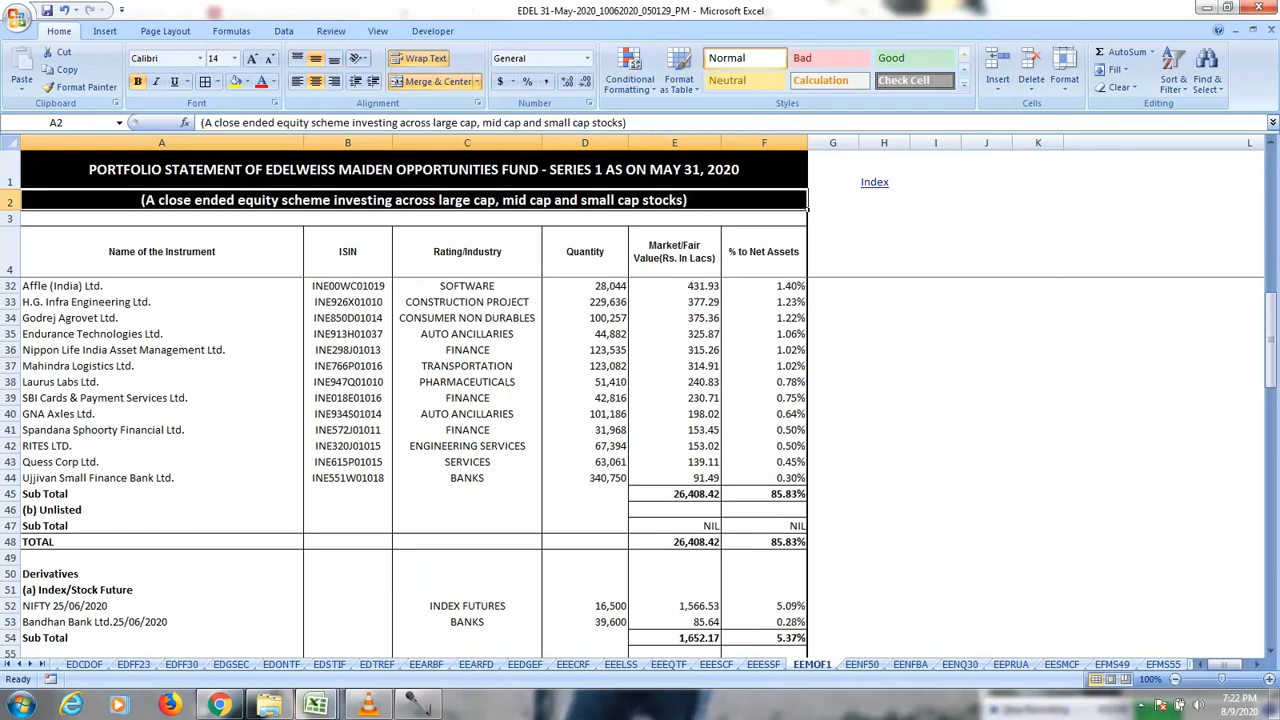 EDEL 31-May-2020_10062020_050129_PM - Microsoft Excel
Home Insert Page Layout Formulas Data Review View Developer
Cut
Copy
Format Painter
Paste
Clipboard
Calibri 14
Font
Wrap Text
Merge & Center
Alignment
General
Number
Conditional Formatting
Format as Table
Normal Bad Good
Neutral Calculation Check Cell
Styles
Insert Delete Format
Cells
AutoSum
Fill
Clear
Sort & Filter
Find & Select
Editing
A2 fx (A close ended equity scheme investing across large cap, mid cap and small cap stocks)
A B C D E F G H I J K L
1 PORTFOLIO STATEMENT OF EDELWEISS MAIDEN OPPORTUNITIES FUND - SERIES 1 AS ON MAY 31, 2020 Index
2 (A close ended equity scheme investing across large cap, mid cap and small cap stocks)
3
4 Name of the Instrument ISIN Rating/Industry Quantity Market/Fair Value(Rs. In Lacs) % to Net Assets
32 Affle (India) Ltd. INE00WC01019 SOFTWARE 28,044 431.93 1.40%
33 H.G. Infra Engineering Ltd. INE926X01010 CONSTRUCTION PROJECT 229,636 377.29 1.23%
34 Godrej Agrovet Ltd. INE850D01014 CONSUMER NON DURABLES 100,257 375.36 1.22%
35 Endurance Technologies Ltd. INE913H01037 AUTO ANCILLARIES 44,882 325.87 1.06%
36 Nippon Life India Asset Management Ltd. INE298J01013 FINANCE 123,535 315.26 1.02%
37 Mahindra Logistics Ltd. INE766P01016 TRANSPORTATION 123,082 314.91 1.02%
38 Laurus Labs Ltd. INE947Q01010 PHARMACEUTICALS 51,410 240.83 0.78%
39 SBI Cards & Payment Services Ltd. INE018E01016 FINANCE 42,816 230.71 0.75%
40 GNA Axles Ltd. INE934S01014 AUTO ANCILLARIES 101,186 198.02 0.64%
41 Spandana Sphoorty Financial Ltd. INE572J01011 FINANCE 31,968 153.45 0.50%
42 RITES LTD. INE320J01015 ENGINEERING SERVICES 67,394 153.02 0.50%
43 Quess Corp Ltd. INE615P01015 SERVICES 63,061 139.11 0.45%
44 Ujjivan Small Finance Bank Ltd. INE551W01018 BANKS 340,750 91.49 0.30%
45 Sub Total 26,408.42 85.83%
46 (b) Unlisted
47 Sub Total NIL NIL
48 TOTAL 26,408.42 85.83%
49
50 Derivatives
51 (a) Index/Stock Future
52 NIFTY 25/06/2020 INDEX FUTURES 16,500 1,566.53 5.09%
53 Bandhan Bank Ltd.25/06/2020 BANKS 39,600 85.64 0.28%
54 Sub Total 1,652.17 5.37%
55
EDCDOF EDFF23 EDFF30 EDGSEC EDONTF EDSTIF EDTREF EEARBF EEARFD EEDGEF EEECRF EEELSS EEEQTF EEESCF EEESSF EEMOF1 EENF50 EENFBA EENQ30 EEPRUA EESMCF EFMS49 EFMS55
Ready 100%
7:22 PM
8/9/2020